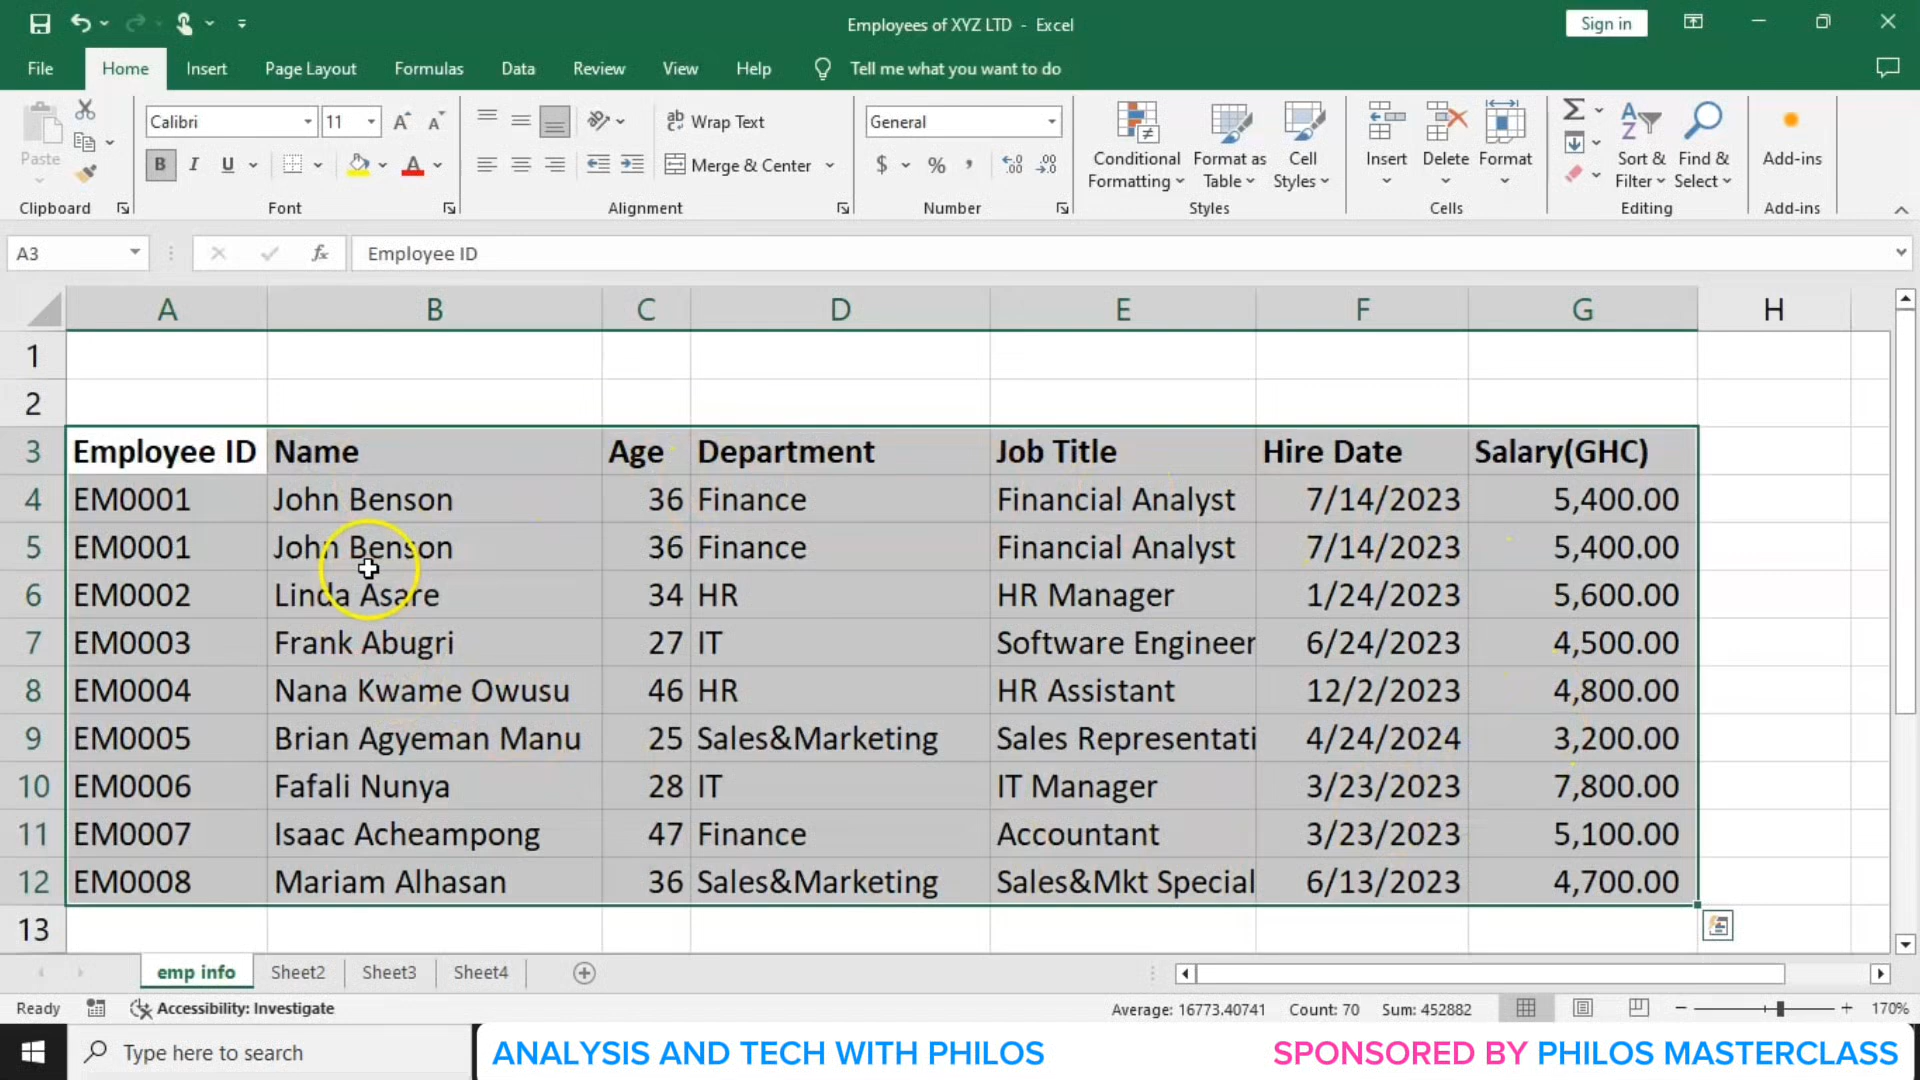 Employees of XYZ LTD - Excel
Sign in
File Home Insert Page Layout Formulas Data Review View Help Tell me what you want to do
Paste
Clipboard
Calibri 11
B I U A
Font
ab Wrap Text
Merge & Center
Alignment
General
$ % ,
Number
Conditional Formatting
Format as Table
Cell Styles
Styles
Insert
Delete
Format
Cells
Sort & Filter
Find & Select
Editing
Add-ins
Add-ins
A3 fx Employee ID
A B C D E F G H
1
2
3 Employee ID Name Age Department Job Title Hire Date Salary(GHC)
4 EM0001 John Benson 36 Finance Financial Analyst 7/14/2023 5,400.00
5 EM0001 John Benson 36 Finance Financial Analyst 7/14/2023 5,400.00
6 EM0002 Linda Asare 34 HR HR Manager 1/24/2023 5,600.00
7 EM0003 Frank Abugri 27 IT Software Engineer 6/24/2023 4,500.00
8 EM0004 Nana Kwame Owusu 46 HR HR Assistant 12/2/2023 4,800.00
9 EM0005 Brian Agyeman Manu 25 Sales&Marketing Sales Representati 4/24/2024 3,200.00
10 EM0006 Fafali Nunya 28 IT IT Manager 3/23/2023 7,800.00
11 EM0007 Isaac Acheampong 47 Finance Accountant 3/23/2023 5,100.00
12 EM0008 Mariam Alhasan 36 Sales&Marketing Sales&Mkt Special 6/13/2023 4,700.00
13
emp info Sheet2 Sheet3 Sheet4
Ready Accessibility: Investigate Average: 16773.40741 Count: 70 Sum: 452882 170%
Type here to search
ANALYSIS AND TECH WITH PHILOS SPONSORED BY PHILOS MASTERCLASS